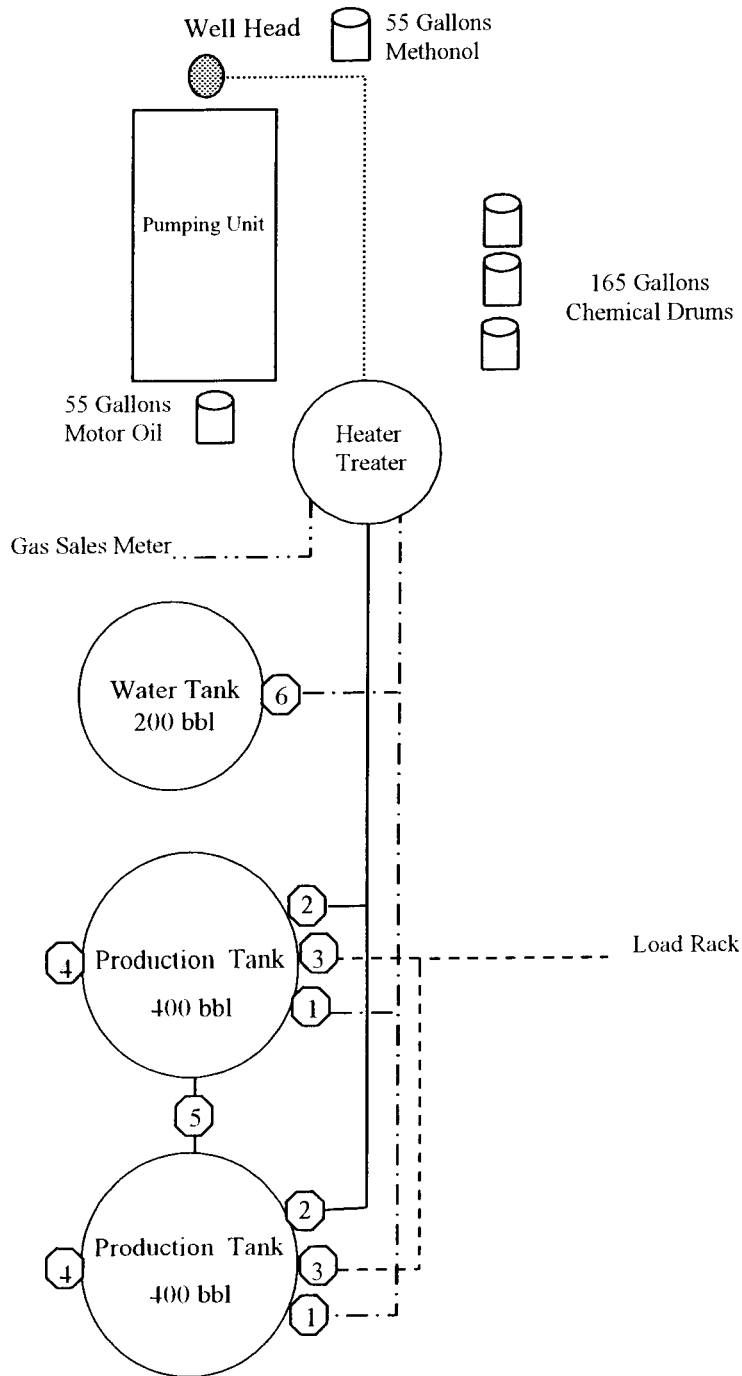 Well Head
55 Gallons
Methonol
Pumping Unit
165 Gallons
Chemical Drums
55 Gallons
Motor Oil
Heater
Treater
Gas Sales Meter
Water Tank
200 bbl
6
2
4
Production Tank
3
Load Rack
400 bbl
1
5
2
4
Production Tank
3
400 bbl
1